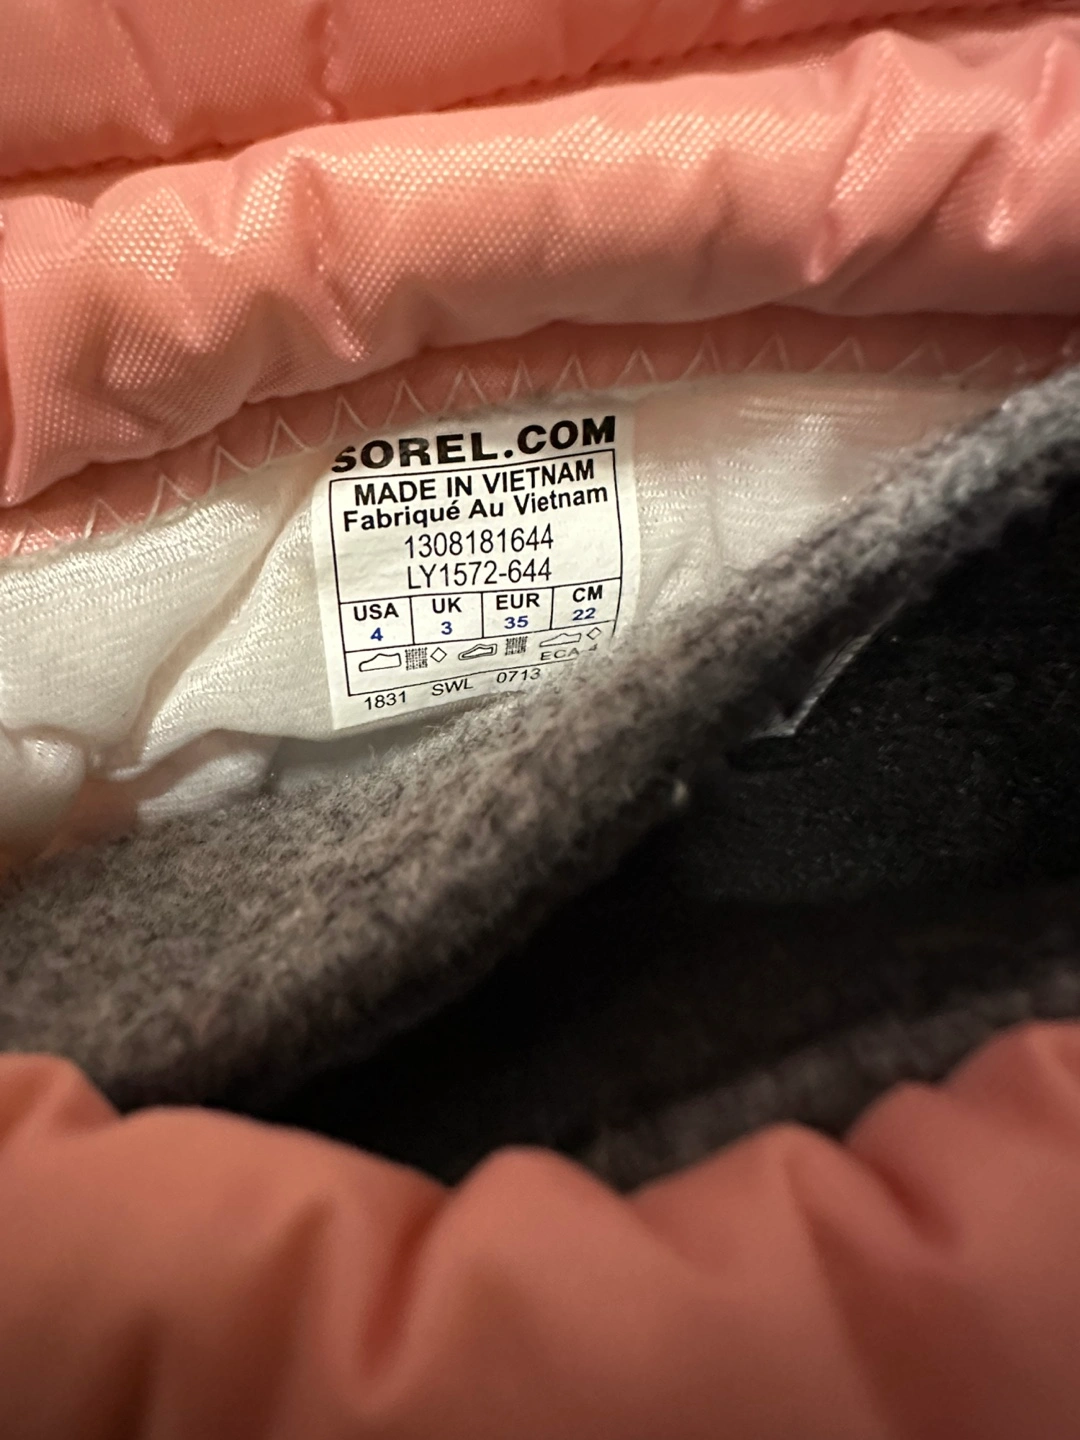 SOREL.COM
MADE IN VIETNAM
Fabriqué Au Vietnam
1308181644
LY1572-644
USA UK EUR CM
4 3 35 22
ECA 4
1831 SWL 0713